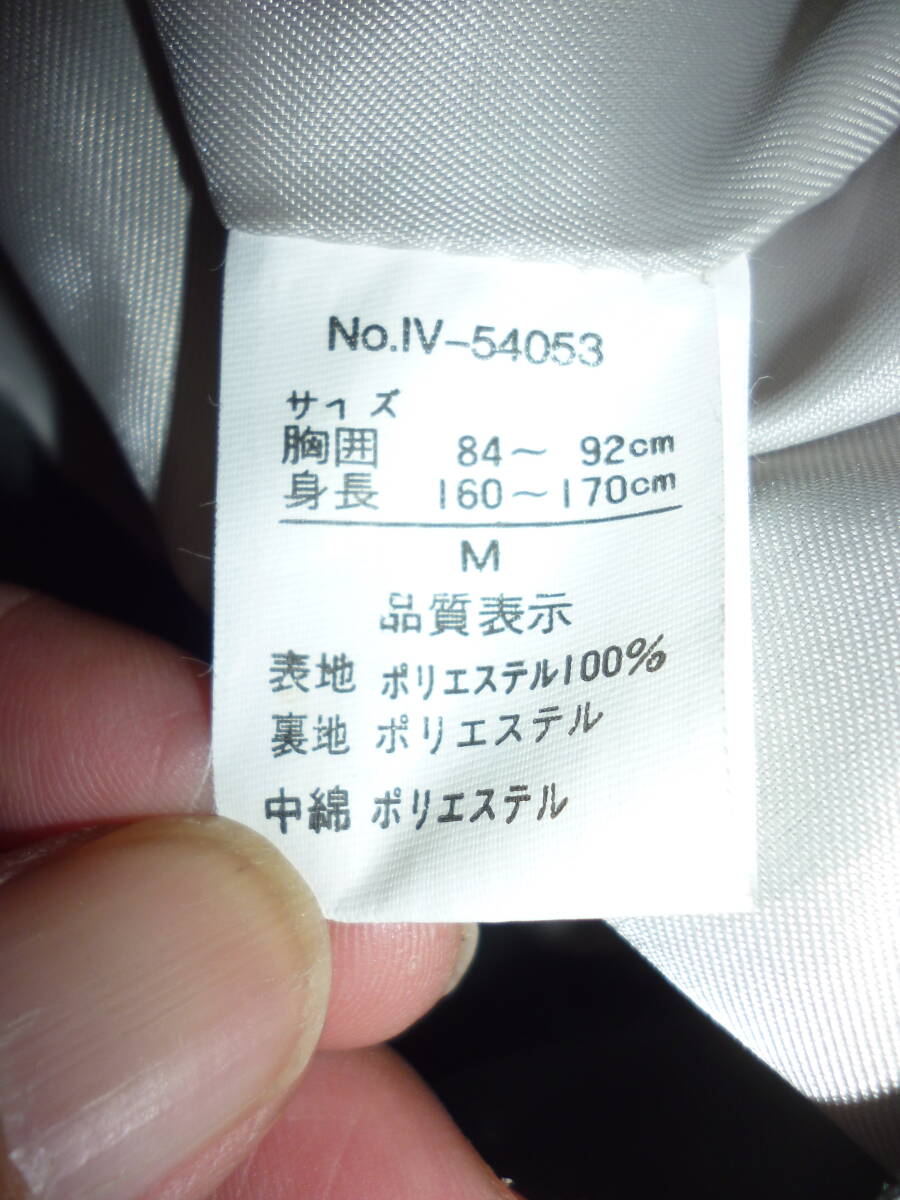 No.IV-54053
サイズ
胸囲 84～ 92cm
身長 160～170cm
M
品質表示
表地 ポリエステル100%
裏地 ポリエステル
中綿 ポリエステル